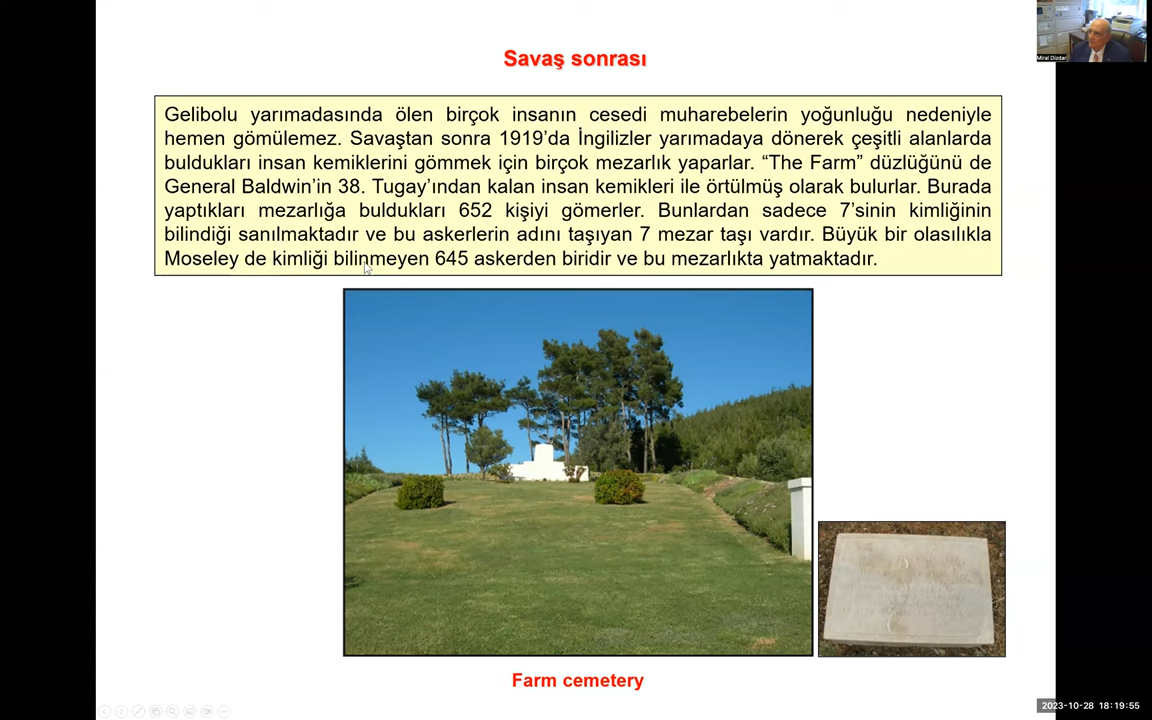 Savaş sonrası
Miral Dizdar
Gelibolu yarımadasında ölen birçok insanın cesedi muharebelerin yoğunluğu nedeniyle
hemen gömülemez. Savaştan sonra 1919’da İngilizler yarımadaya dönerek çeşitli alanlarda
buldukları insan kemiklerini gömmek için birçok mezarlık yaparlar. “The Farm” düzlüğünü de
General Baldwin’in 38. Tugay’ından kalan insan kemikleri ile örtülmüş olarak bulurlar. Burada
yaptıkları mezarlığa buldukları 652 kişiyi gömerler. Bunlardan sadece 7’sinin kimliğinin
bilindiği sanılmaktadır ve bu askerlerin adını taşıyan 7 mezar taşı vardır. Büyük bir olasılıkla
Moseley de kimliği bilinmeyen 645 askerden biridir ve bu mezarlıkta yatmaktadır.
Farm cemetery
2023-10-28 18:19:55